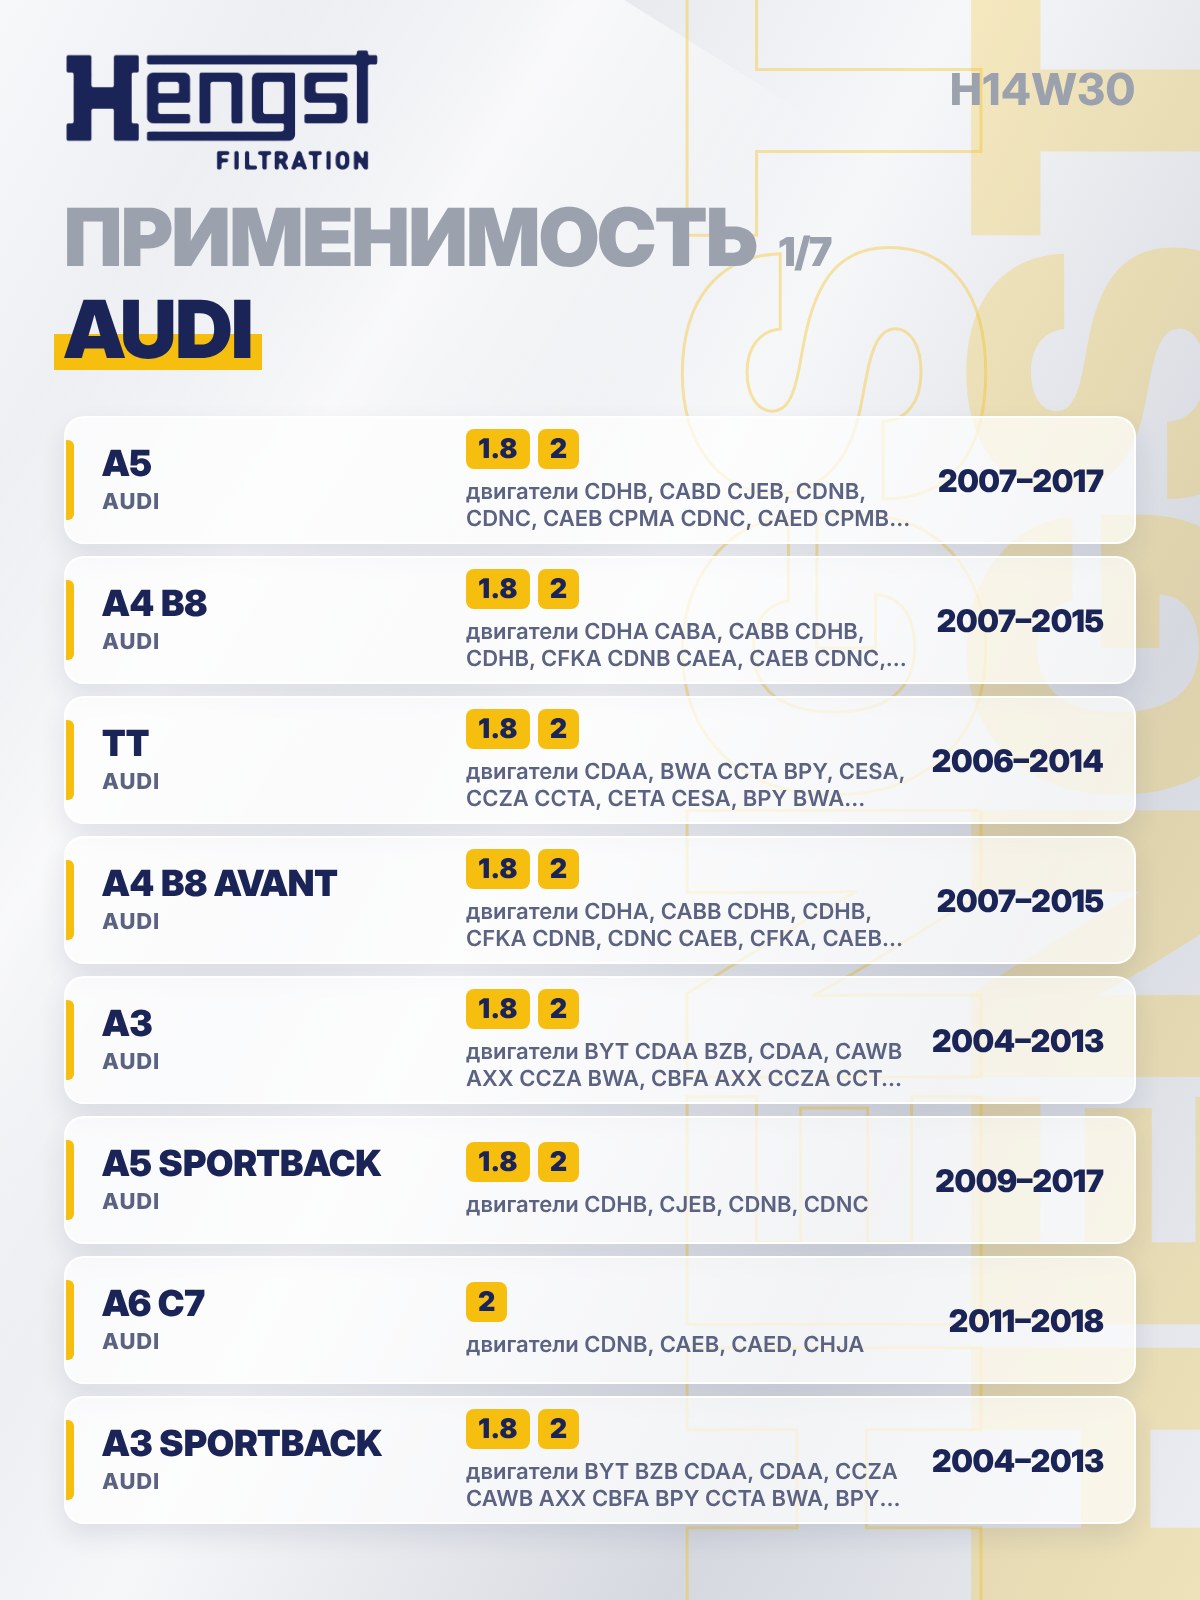 Hengst
FILTRATION
H14W30
ПРИМЕНИМОСТЬ 1/7
AUDI
A5
AUDI
1.8 2
двигатели CDHB, CABD CJEB, CDNB,
CDNC, CAEB CPMA CDNC, CAED CPMB...
2007–2017
A4 B8
AUDI
1.8 2
двигатели CDHA CABA, CABB CDHB,
CDHB, CFKA CDNB CAEA, CAEB CDNC,...
2007–2015
TT
AUDI
1.8 2
двигатели CDAA, BWA CCTA BPY, CESA,
CCZA CCTA, CETA CESA, BPY BWA...
2006–2014
A4 B8 AVANT
AUDI
1.8 2
двигатели CDHA, CABB CDHB, CDHB,
CFKA CDNB, CDNC CAEB, CFKA, CAEB...
2007–2015
A3
AUDI
1.8 2
двигатели BYT CDAA BZB, CDAA, CAWB
AXX CCZA BWA, CBFA AXX CCZA CCT...
2004–2013
A5 SPORTBACK
AUDI
1.8 2
двигатели CDHB, CJEB, CDNB, CDNC
2009–2017
A6 C7
AUDI
2
двигатели CDNB, CAEB, CAED, CHJA
2011–2018
A3 SPORTBACK
AUDI
1.8 2
двигатели BYT BZB CDAA, CDAA, CCZA
CAWB AXX CBFA BPY CCTA BWA, BPY...
2004–2013
HENGST
HENGST